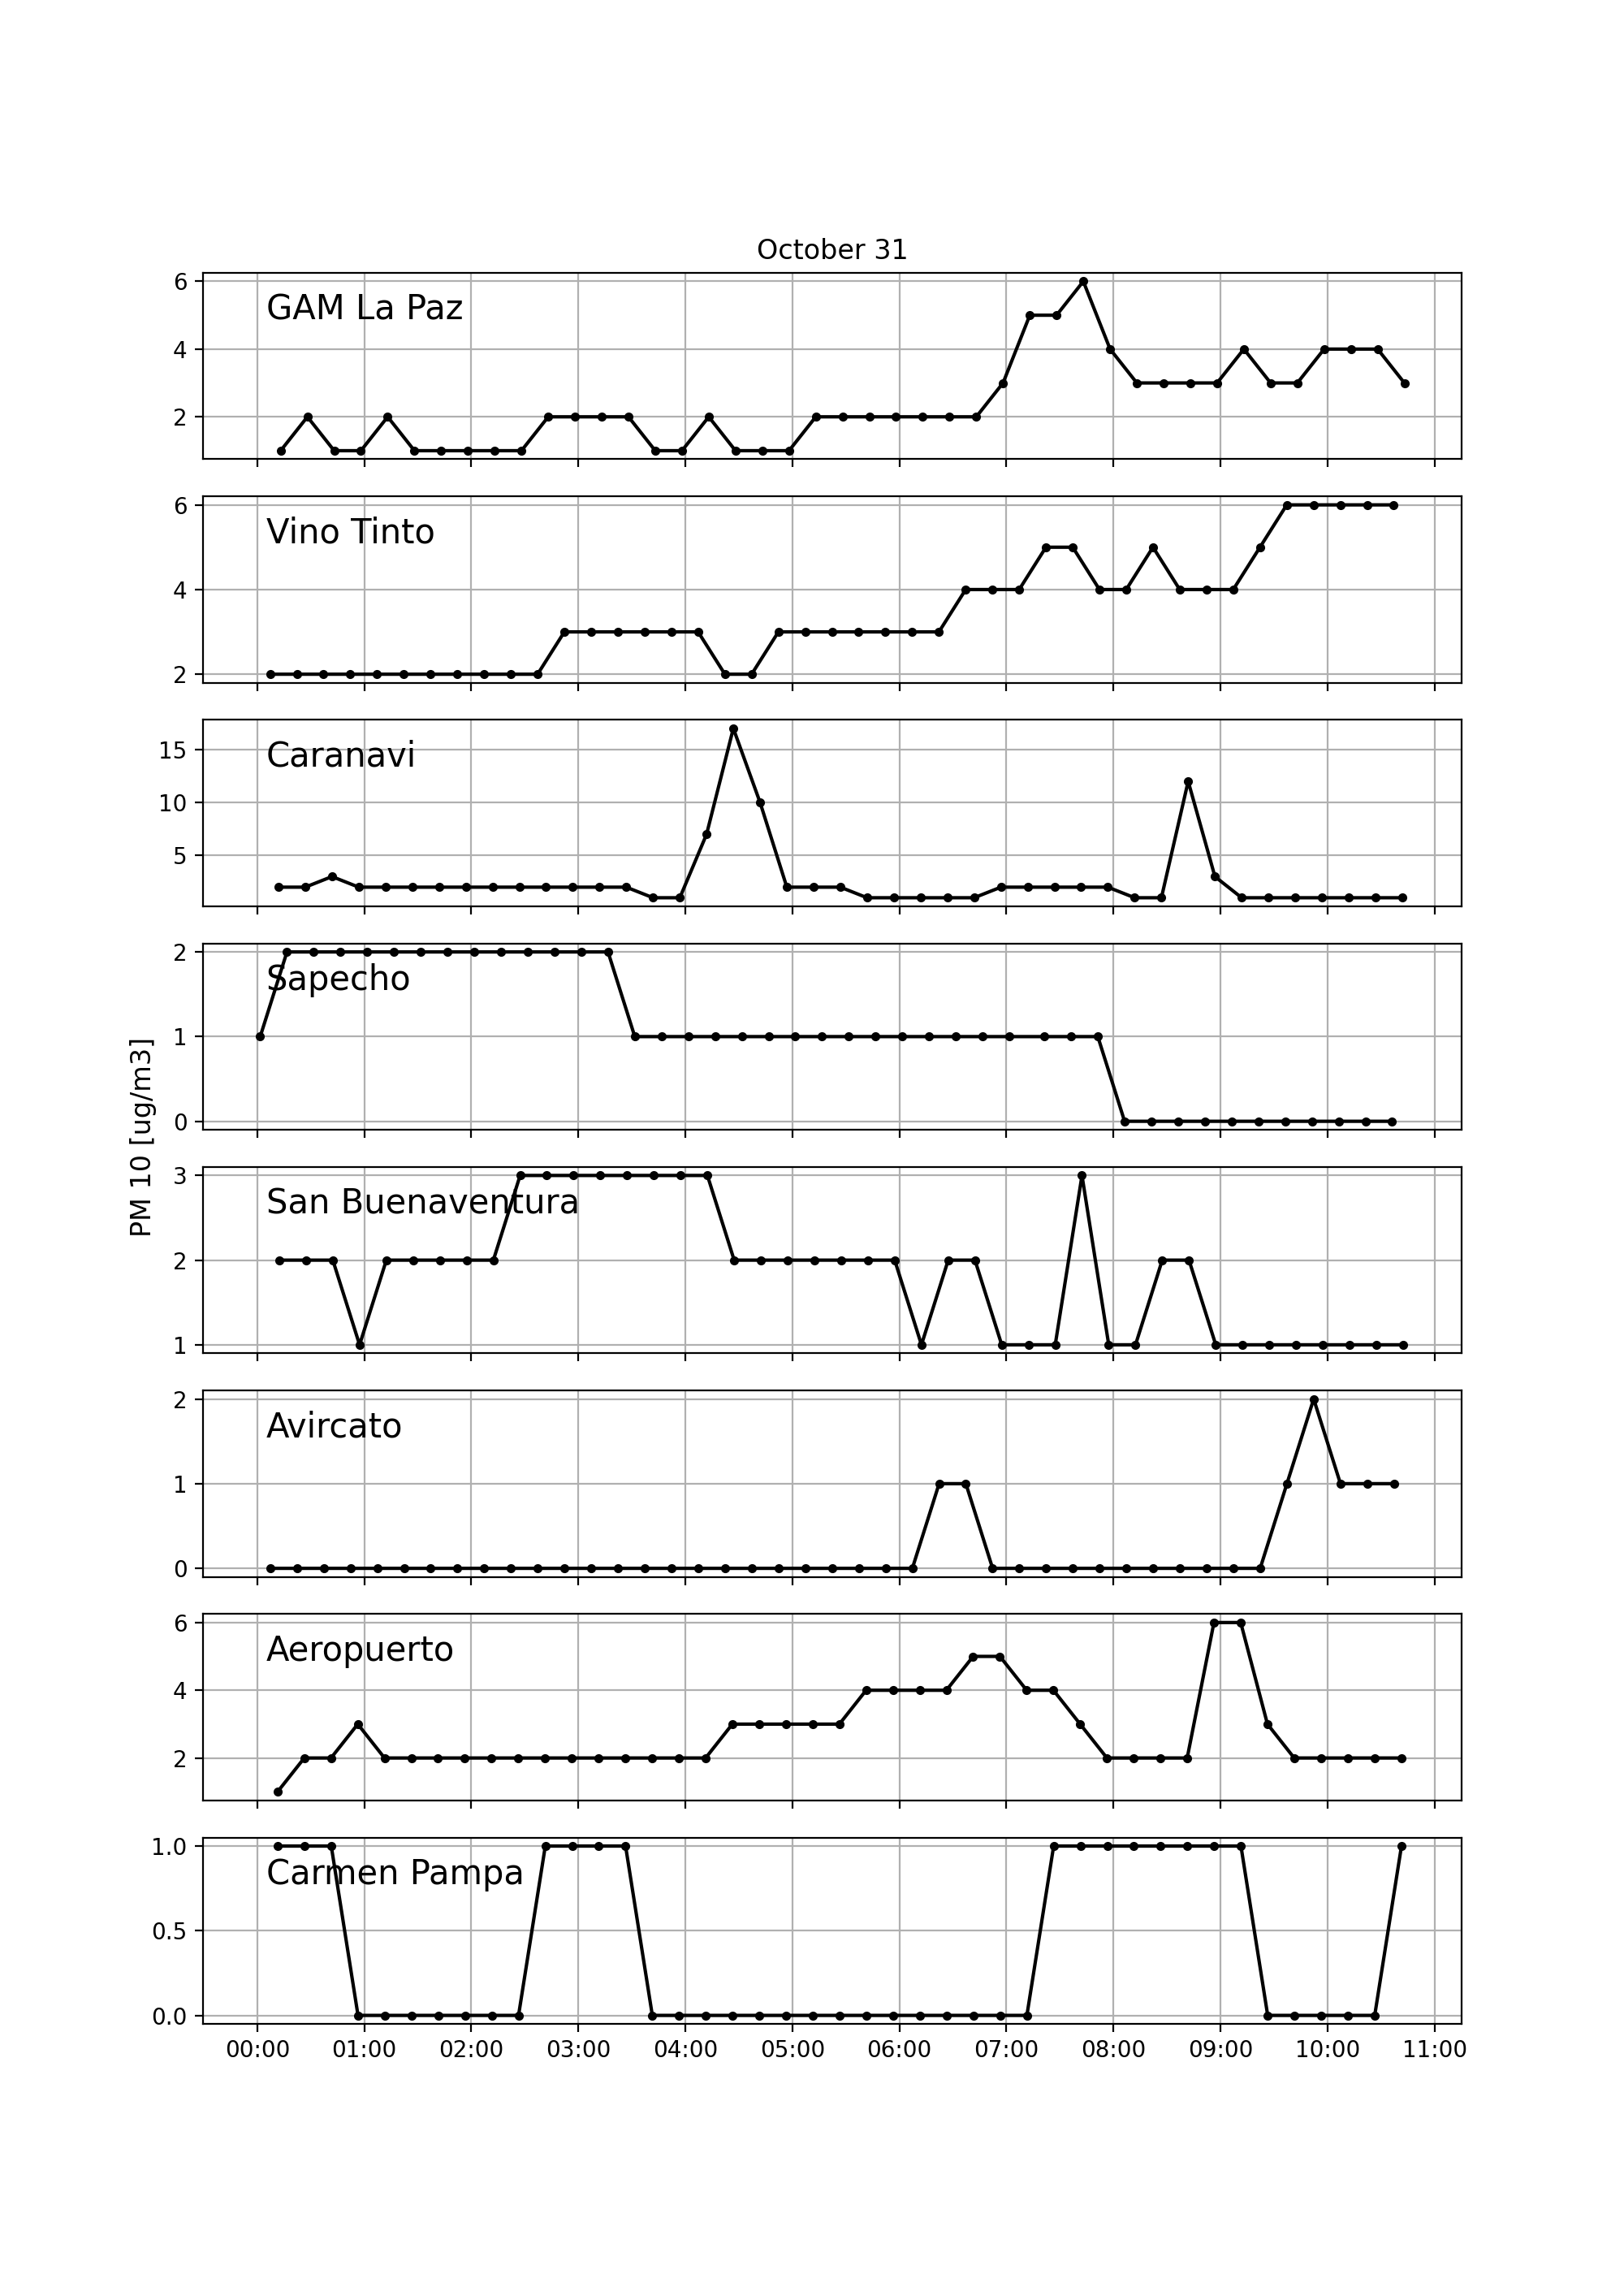 October 31
PM 10 [ug/m3]
GAM La Paz
6
4
2
Vino Tinto
6
4
2
Caranavi
15
10
5
Sapecho
2
1
0
San Buenaventura
3
2
1
Avircato
2
1
0
Aeropuerto
6
4
2
Carmen Pampa
1.0
0.5
0.0
00:00 01:00 02:00 03:00 04:00 05:00 06:00 07:00 08:00 09:00 10:00 11:00